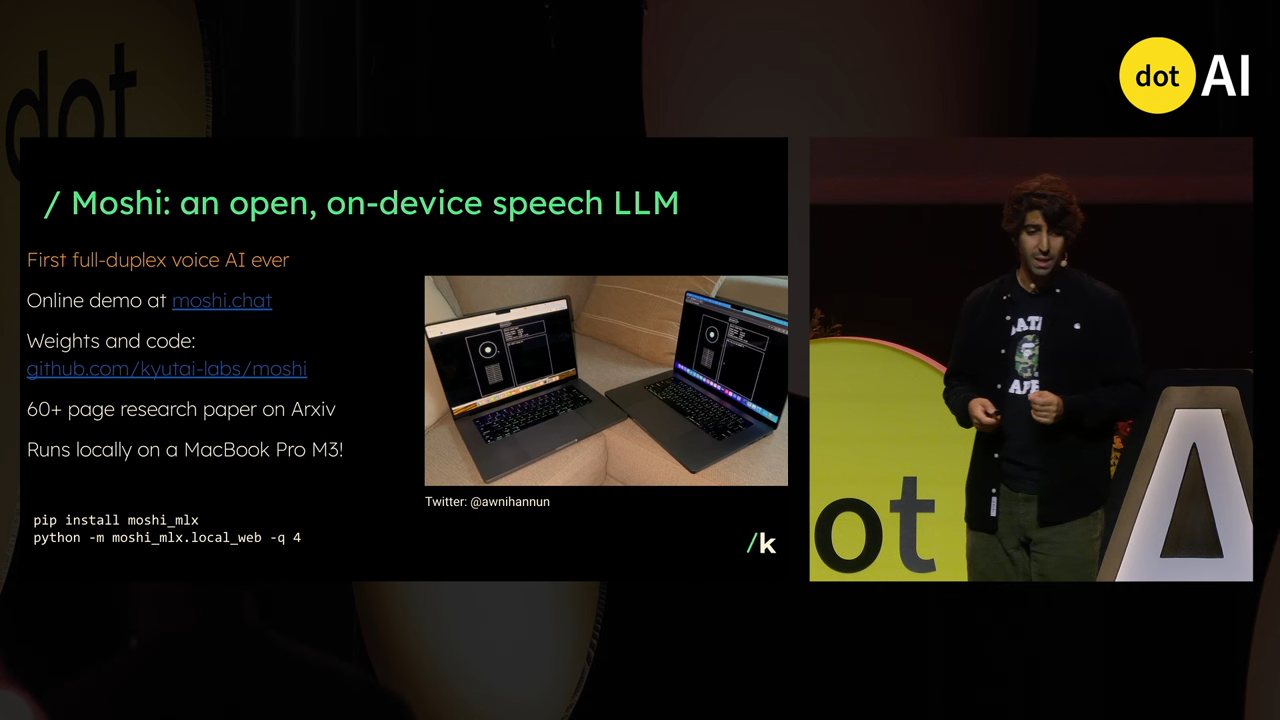 dot
dot AI
/ Moshi: an open, on-device speech LLM
First full-duplex voice AI ever
Online demo at moshi.chat
Weights and code:
github.com/kyutai-labs/moshi
60+ page research paper on Arxiv
Runs locally on a MacBook Pro M3!
Twitter: @awnihannun
pip install moshi_mlx
python -m moshi_mlx.local_web -q 4
/k
APE
ot
A